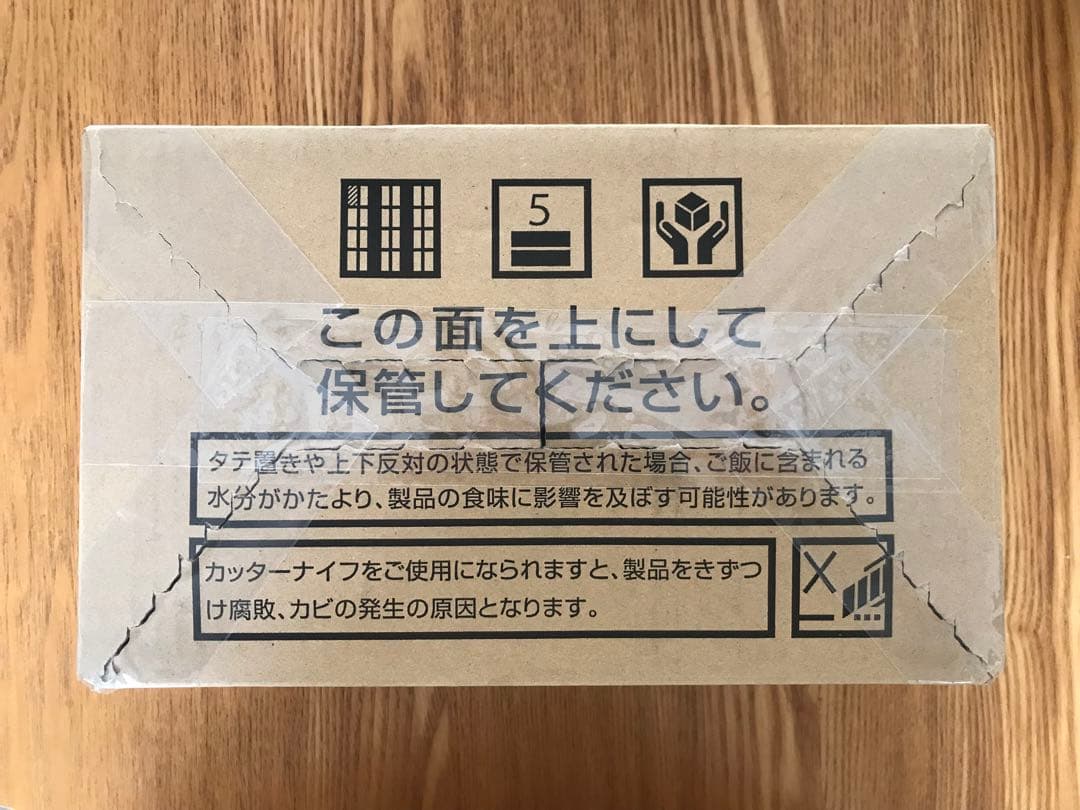 5
この面を上にして
保管してください。
タテ置きや上下反対の状態で保管された場合、ご飯に含まれる
水分がかたより、製品の食味に影響を及ぼす可能性があります。
カッターナイフをご使用になられますと、製品をきずつ
け腐敗、カビの発生の原因となります。